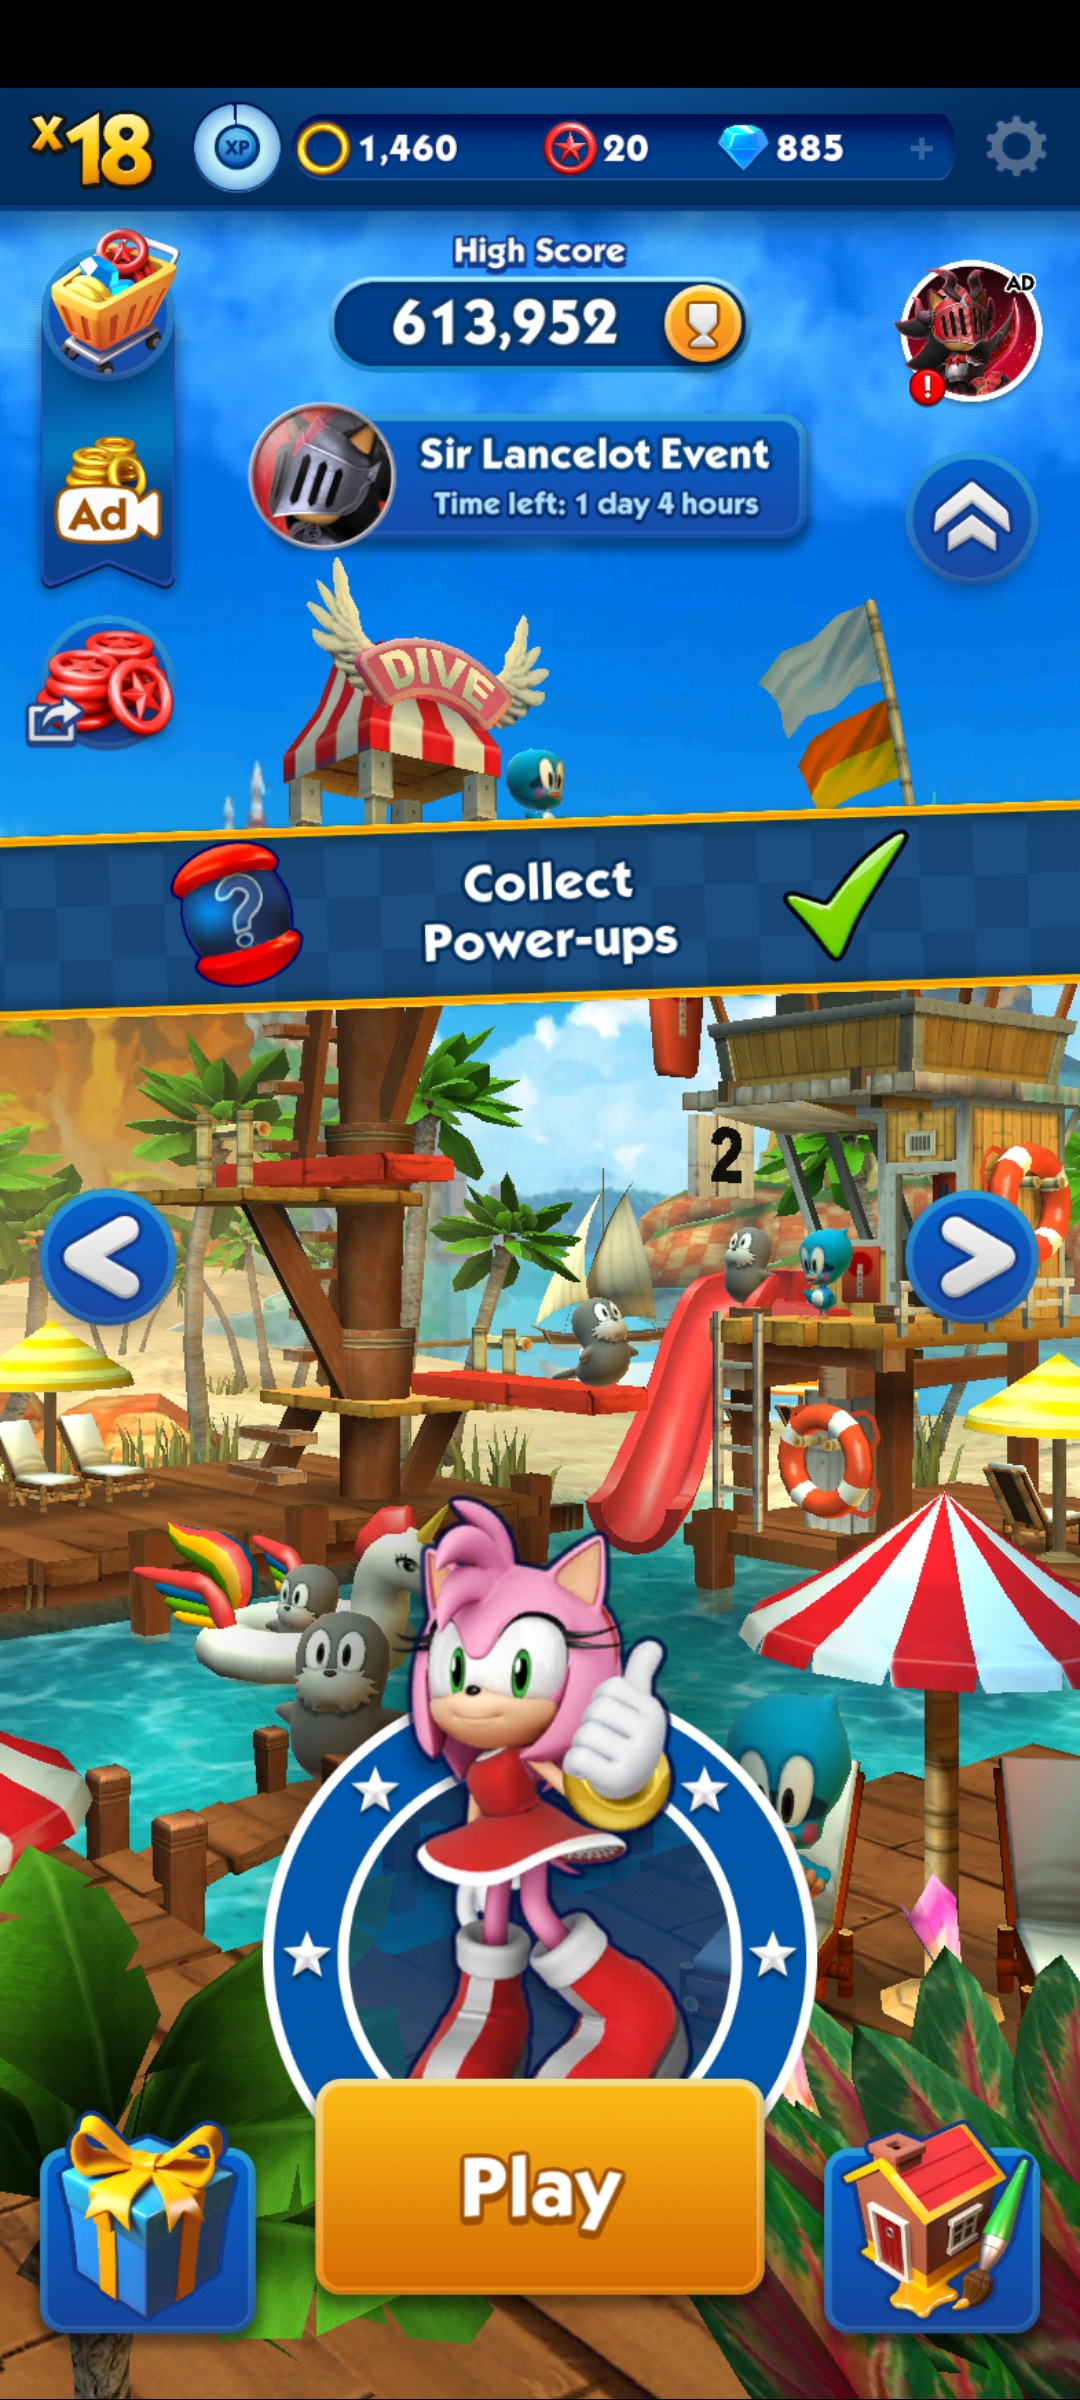 x18
XP
1,460
20
885
+
High Score
613,952
AD
!
Sir Lancelot Event
Time left: 1 day 4 hours
Ad
DIVE
?
Collect
Power-ups
2
Play